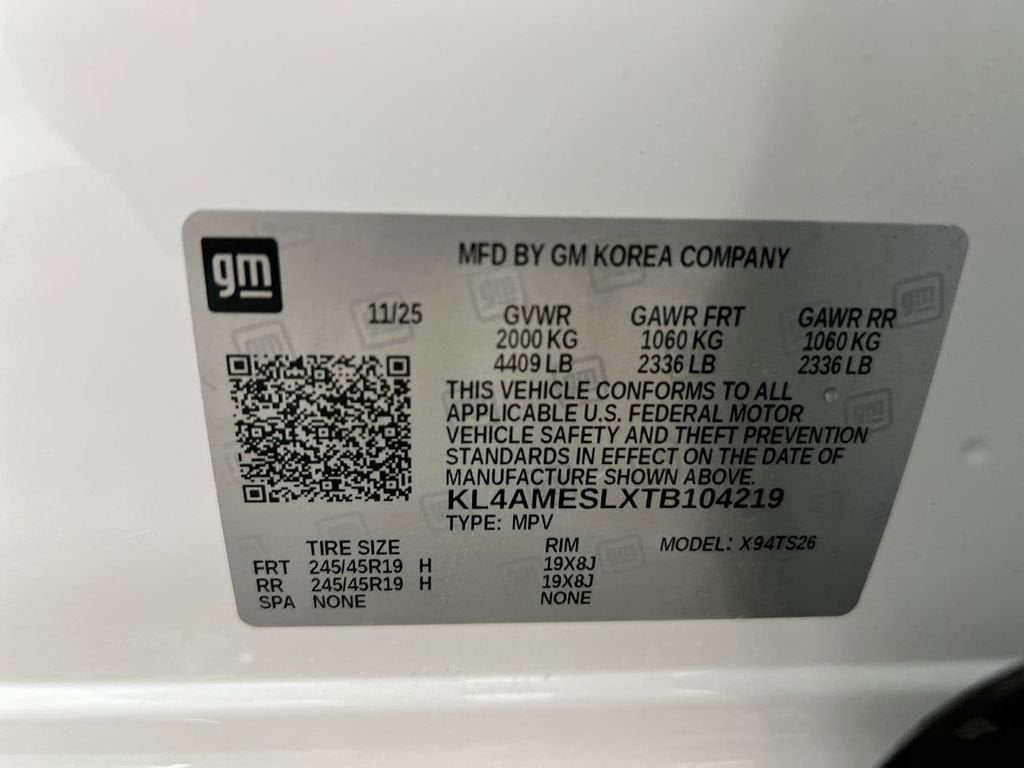 gm
MFD BY GM KOREA COMPANY
11/25 GVWR GAWR FRT GAWR RR
2000 KG 1060 KG 1060 KG
4409 LB 2336 LB 2336 LB
THIS VEHICLE CONFORMS TO ALL
APPLICABLE U.S. FEDERAL MOTOR
VEHICLE SAFETY AND THEFT PREVENTION
STANDARDS IN EFFECT ON THE DATE OF
MANUFACTURE SHOWN ABOVE.
KL4AMESLXTB104219
TYPE: MPV
TIRE SIZE RIM MODEL: X94TS26
FRT 245/45R19 H 19X8J
RR 245/45R19 H 19X8J
SPA NONE NONE